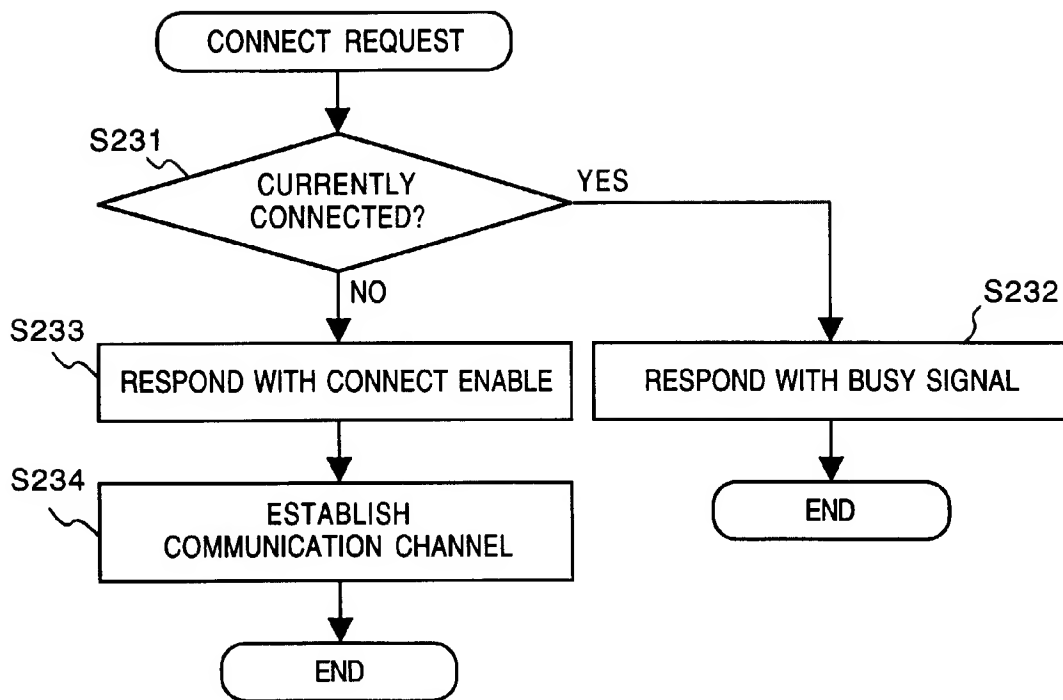 CONNECT REQUEST
S231
CURRENTLY
CONNECTED?
YES
NO
S233
RESPOND WITH CONNECT ENABLE
S232
RESPOND WITH BUSY SIGNAL
S234
ESTABLISH
COMMUNICATION CHANNEL
END
END